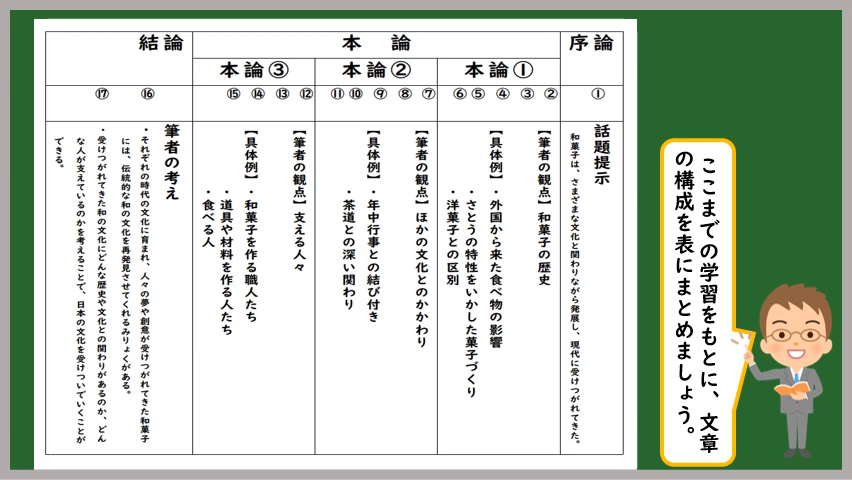 ここまでの学習をもとに、文章
の構成を表にまとめましょう。
序論
本論
結論
本論①
本論②
本論③
①
②
③
④
⑤
⑥
⑦
⑧
⑨
⑩
⑪
⑫
⑬
⑭
⑮
⑯
⑰
話題提示
和菓子は、さまざまな文化と関わりながら発展し、現代に受けつがれてきた。
【筆者の観点】和菓子の歴史
【具体例】・外国から来た食べ物の影響
・さとうの特性をいかした菓子づくり
・洋菓子との区別
【筆者の観点】ほかの文化とのかかわり
【具体例】・年中行事との結び付き
・茶道との深い関わり
【筆者の観点】支える人々
【具体例】・和菓子を作る職人たち
・道具や材料を作る人たち
・食べる人
筆者の考え
・それぞれの時代の文化に育まれ、人々の夢や創意が受けつがれてきた和菓子
には、伝統的な和の文化を再発見させてくれるみりょくがある。
・受けつがれてきた和の文化にどんな歴史や文化との関わりがあるのか、どん
な人が支えているのかを考えることで、日本の文化を受けついでいくことが
できる。